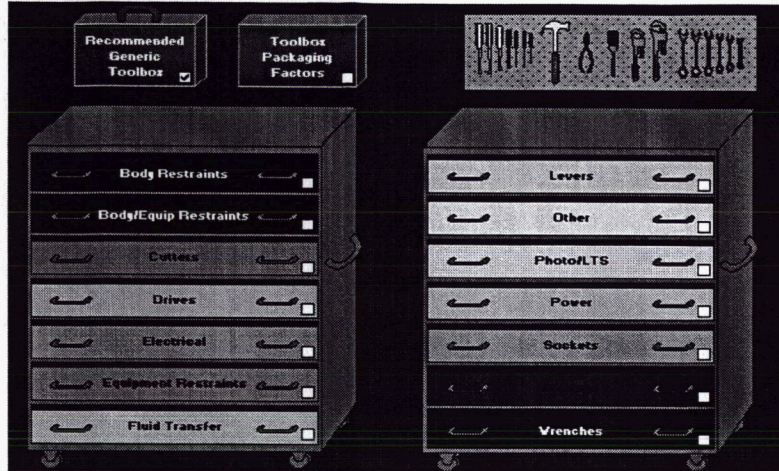 Recommended
Generic
Toolbox
Toolbox
Packaging
Factors
Body Restraints
Body/Equip Restraints
Cutters
Drives
Electrical
Equipment Restraints
Fluid Transfer
Levers
Other
Photo/LTS
Power
Sockets
Wrenches